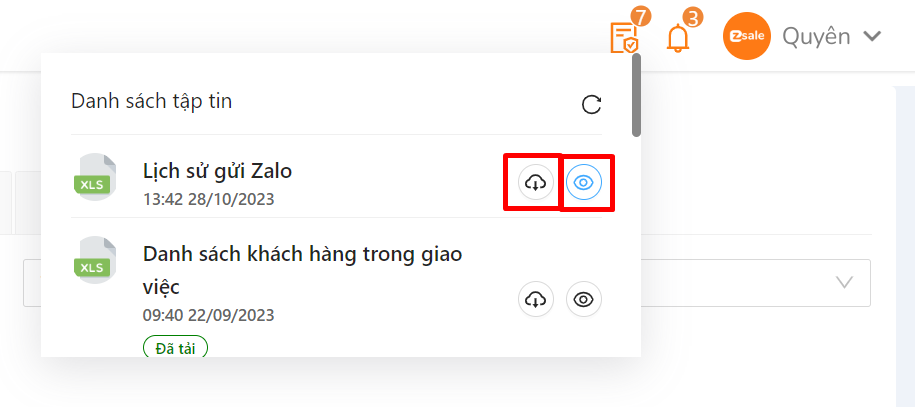 7
3
zsale
Quyên
Danh sách tập tin
XLS
Lịch sử gửi Zalo
13:42 28/10/2023
XLS
Danh sách khách hàng trong giao
việc
09:40 22/09/2023
Đã tải